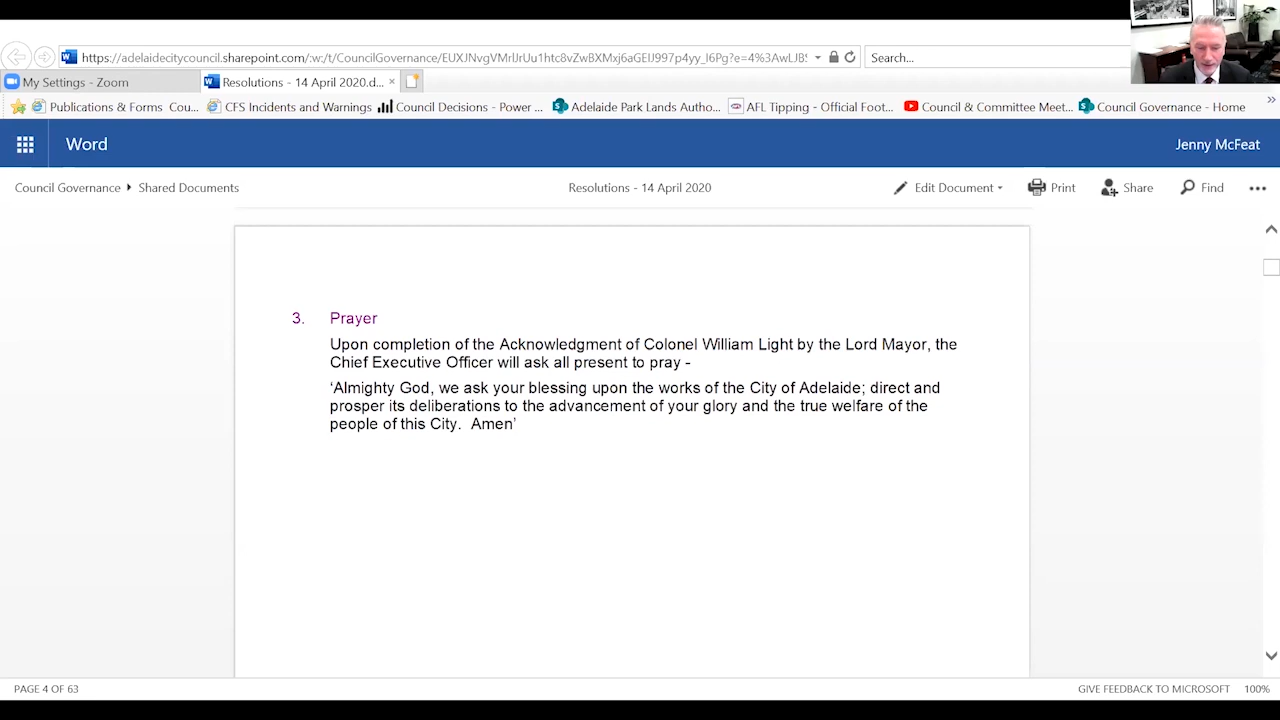 https://adelaidecitycouncil.sharepoint.com/:w:/t/CouncilGovernance/
Search...
My Settings - Zoom
Resolutions - 14 April 2020.d...
Publications & Forms Cou...
CFS Incidents and Warnings
Council Decisions - Power ...
Adelaide Park Lands Autho...
AFL Tipping - Official Foot...
Council & Committee Meet...
Council Governance - Home
Word
Jenny McFeat
Council Governance
Shared Documents
Resolutions - 14 April 2020
Edit Document
Print
Share
Find
3. Prayer
Upon completion of the Acknowledgment of Colonel William Light by the Lord Mayor, the
Chief Executive Officer will ask all present to pray -
‘Almighty God, we ask your blessing upon the works of the City of Adelaide; direct and
prosper its deliberations to the advancement of your glory and the true welfare of the
people of this City. Amen’
PAGE 4 OF 63
GIVE FEEDBACK TO MICROSOFT
100%